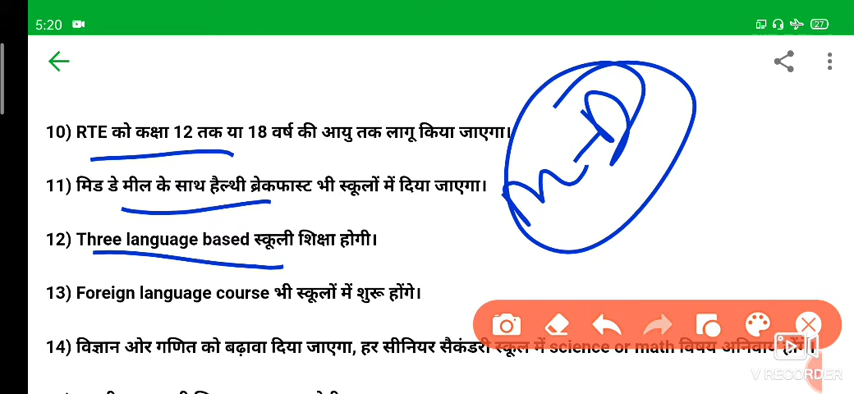 5:20
27
10) RTE को कक्षा 12 तक या 18 वर्ष की आयु तक लागू किया जाएगा।
11) मिड डे मील के साथ हैल्थी ब्रेकफास्ट भी स्कूलों में दिया जाएगा।
M-D
12) Three language based स्कूली शिक्षा होगी।
13) Foreign language course भी स्कूलों में शुरू होंगे।
14) विज्ञान ओर गणित को बढ़ावा दिया जाएगा, हर सीनियर सैकंडरी स्कूल में science or math विषय अनिवार्य होंगे।
V RECORDER